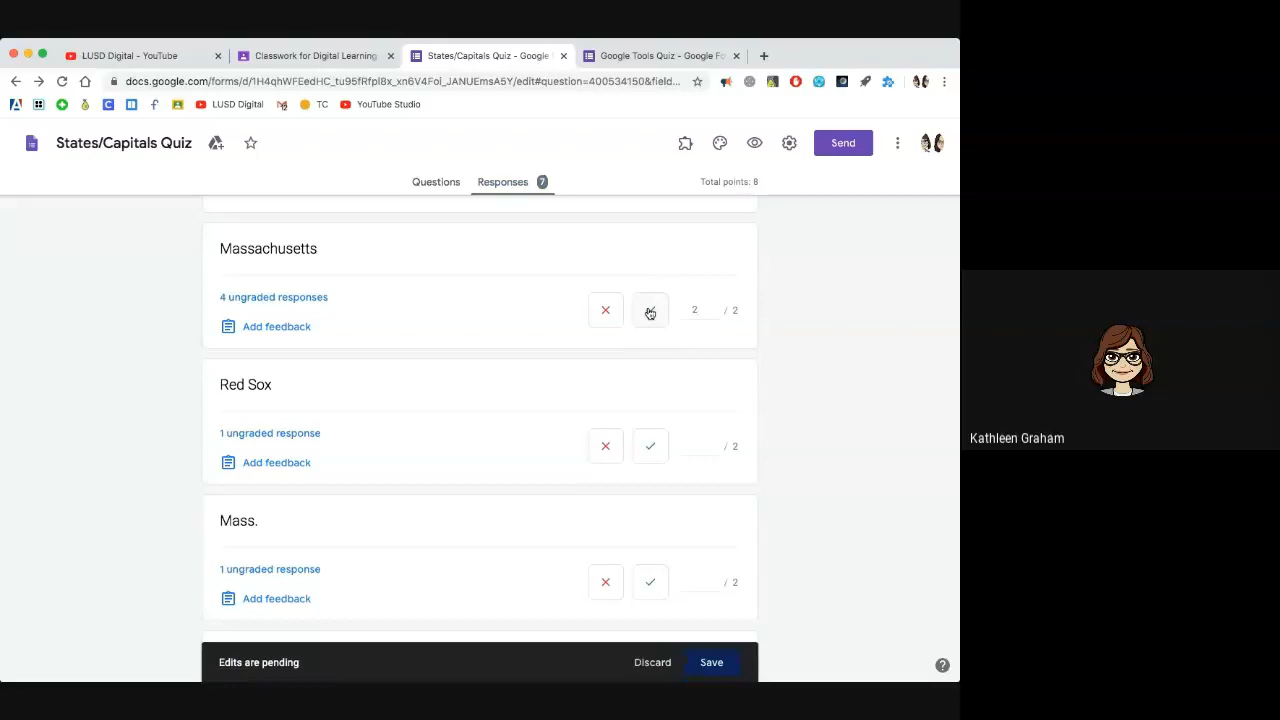 LUSD Digital - YouTube
Classwork for Digital Learning
States/Capitals Quiz - Google
Google Tools Quiz - Google Fo
docs.google.com/forms/d/1H4qhWFEedHC_tu95fRfpIBx_xn6V4Foi_JANUEmsA5Y/edit#question=400534150&field...
LUSD Digital
TC
YouTube Studio
States/Capitals Quiz
Send
Questions
Responses 7
Total points: 8
Massachusetts
4 ungraded responses
2 / 2
Add feedback
Red Sox
1 ungraded response
/ 2
Add feedback
Mass.
1 ungraded response
/ 2
Add feedback
Edits are pending
Discard
Save
Kathleen Graham